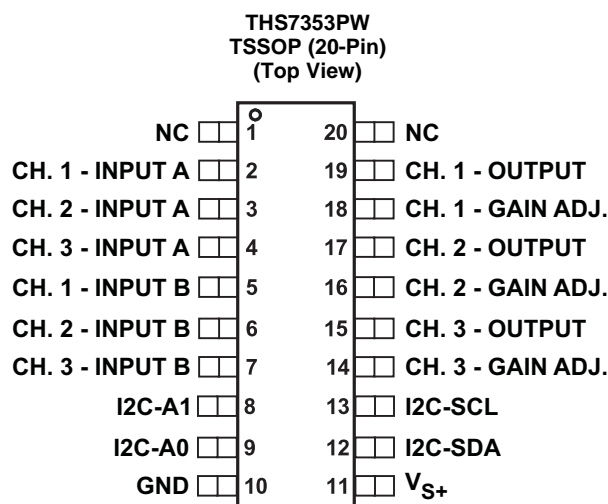 THS7353PW
TSSOP (20-Pin)
(Top View)
NC 1 20 NC
CH. 1 - INPUT A 2 19 CH. 1 - OUTPUT
CH. 2 - INPUT A 3 18 CH. 1 - GAIN ADJ.
CH. 3 - INPUT A 4 17 CH. 2 - OUTPUT
CH. 1 - INPUT B 5 16 CH. 2 - GAIN ADJ.
CH. 2 - INPUT B 6 15 CH. 3 - OUTPUT
CH. 3 - INPUT B 7 14 CH. 3 - GAIN ADJ.
I2C-A1 8 13 I2C-SCL
I2C-A0 9 12 I2C-SDA
GND 10 11 VS+